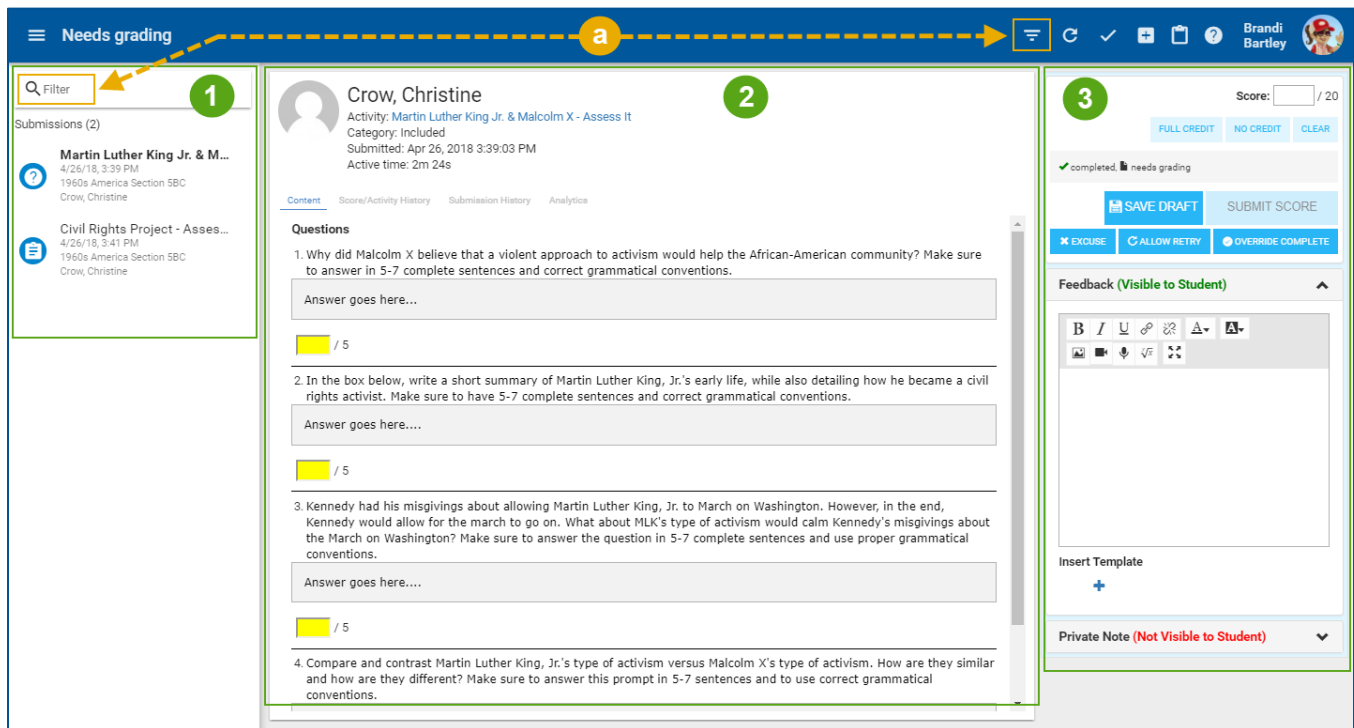 Needs grading
a
Brandi
Bartley
Filter
1
Submissions (2)
Martin Luther King Jr. & M...
4/26/18, 3:39 PM
1960s America Section 5BC
Crow, Christine
Civil Rights Project - Asses...
4/26/18, 3:41 PM
1960s America Section 5BC
Crow, Christine
2
Crow, Christine
Activity: Martin Luther King Jr. & Malcolm X - Assess It
Category: Included
Submitted: Apr 26, 2018 3:39:03 PM
Active time: 2m 24s
Content Score/Activity History Submission History Analytics
Questions
1. Why did Malcolm X believe that a violent approach to activism would help the African-American community? Make sure
to answer in 5-7 complete sentences and correct grammatical conventions.
Answer goes here...
/ 5
2. In the box below, write a short summary of Martin Luther King, Jr.'s early life, while also detailing how he became a civil
rights activist. Make sure to have 5-7 complete sentences and correct grammatical conventions.
Answer goes here....
/ 5
3. Kennedy had his misgivings about allowing Martin Luther King, Jr. to March on Washington. However, in the end,
Kennedy would allow for the march to go on. What about MLK's type of activism would calm Kennedy's misgivings about
the March on Washington? Make sure to answer the question in 5-7 complete sentences and use proper grammatical
conventions.
Answer goes here....
/ 5
4. Compare and contrast Martin Luther King, Jr.'s type of activism versus Malcolm X's type of activism. How are they similar
and how are they different? Make sure to answer this prompt in 5-7 sentences and to use correct grammatical
conventions.
3
Score: / 20
FULL CREDIT NO CREDIT CLEAR
completed, needs grading
SAVE DRAFT SUBMIT SCORE
EXCUSE ALLOW RETRY OVERRIDE COMPLETE
Feedback (Visible to Student)
B I U A A
Insert Template
Private Note (Not Visible to Student)